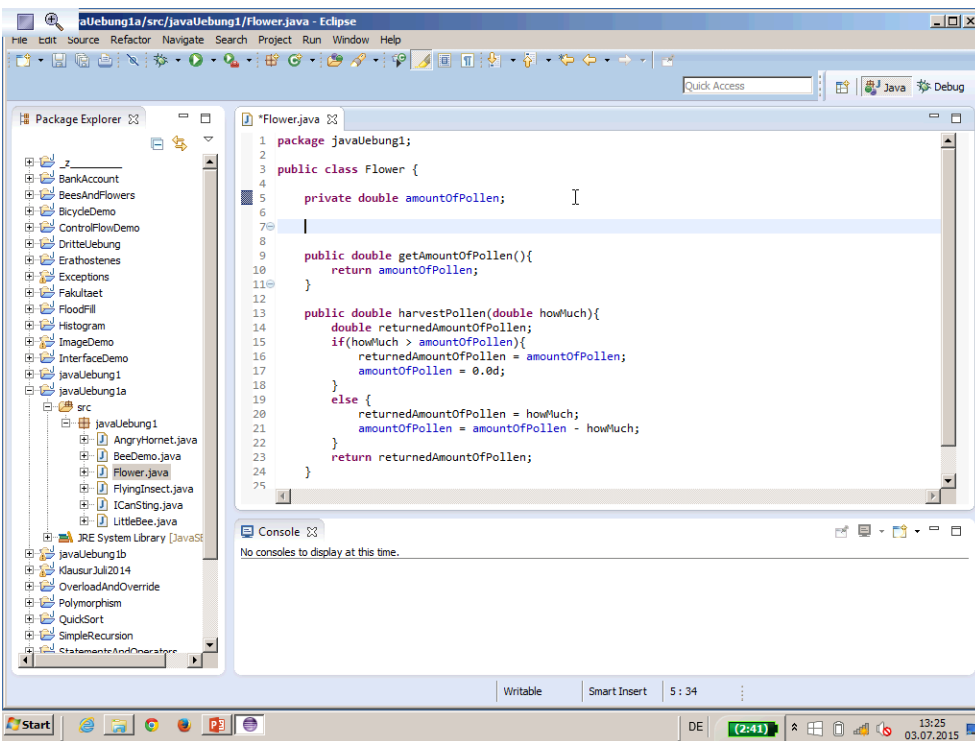 aUebung1a/src/javaUebung1/Flower.java - Eclipse
File Edit Source Refactor Navigate Search Project Run Window Help
Quick Access
Java
Debug
Package Explorer
_z________
BankAccount
BeesAndFlowers
BicycleDemo
ControlFlowDemo
DritteUebung
Erathostenes
Exceptions
Fakultaet
FloodFill
Histogram
ImageDemo
InterfaceDemo
javaUebung1
javaUebung1a
src
javaUebung1
AngryHornet.java
BeeDemo.java
Flower.java
FlyingInsect.java
ICanSting.java
LittleBee.java
JRE System Library [JavaSE
javaUebung1b
KlausurJuli2014
OverloadAndOverride
Polymorphism
QuickSort
SimpleRecursion
StatementsAndOperators
*Flower.java
1 package javaUebung1;
2
3 public class Flower {
4
5 private double amountOfPollen;
6
7
8
9 public double getAmountOfPollen(){
10 return amountOfPollen;
11 }
12
13 public double harvestPollen(double howMuch){
14 double returnedAmountOfPollen;
15 if(howMuch > amountOfPollen){
16 returnedAmountOfPollen = amountOfPollen;
17 amountOfPollen = 0.0d;
18 }
19 else {
20 returnedAmountOfPollen = howMuch;
21 amountOfPollen = amountOfPollen - howMuch;
22 }
23 return returnedAmountOfPollen;
24 }
25
Console
No consoles to display at this time.
Writable
Smart Insert
5 : 34
Start
DE
(2:41)
13:25
03.07.2015